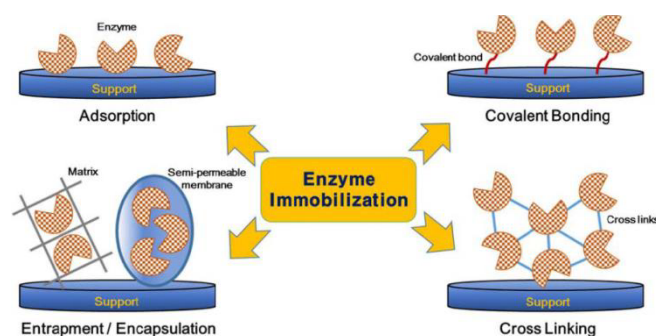 Enzyme
Support
Adsorption
Covalent bond
Support
Covalent Bonding
Enzyme
Immobilization
Matrix
Semi-permeable
membrane
Support
Entrapment / Encapsulation
Cross links
Support
Cross Linking